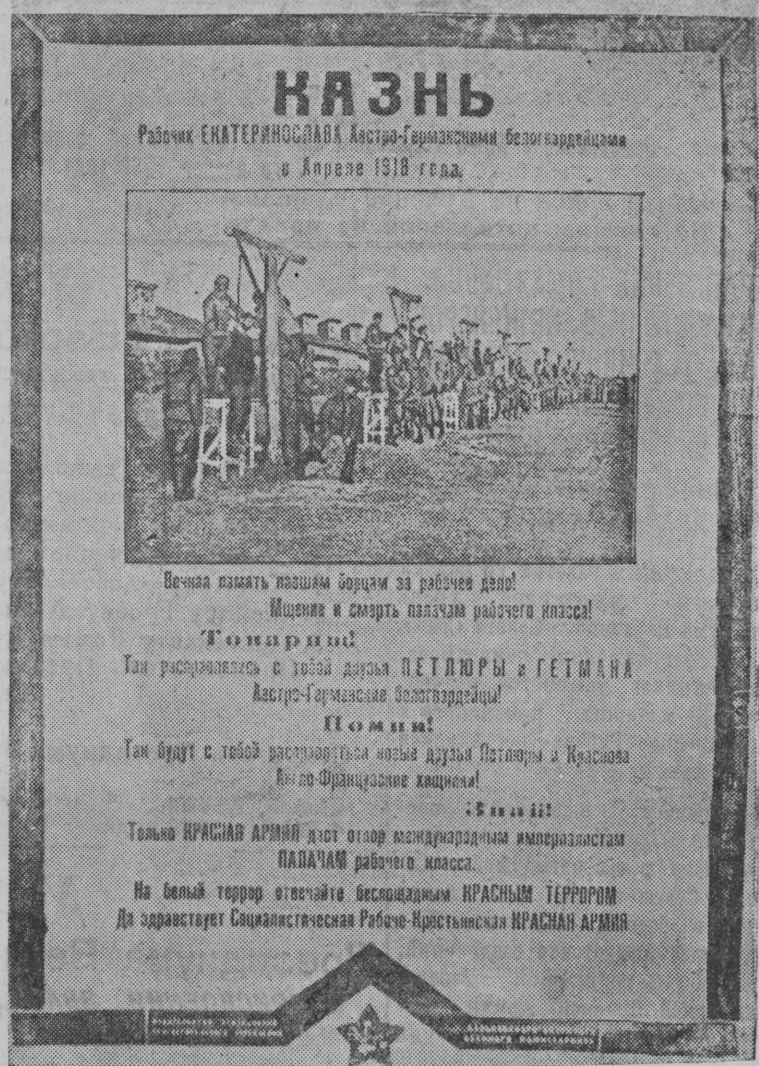 КАЗНЬ
Рабочих ЕКАТЕРИНОСЛАВА Австро-Германскими белогвардейцами
в Апреле 1918 года.
Вечная память павшим борцам за рабочее дело!
Мщение и смерть палачам рабочего класса!
Товарищ!
Так расправлялись с тобой друзья ПЕТЛЮРЫ и ГЕТМАНА
Австро-Германские белогвардейцы!
Помни!
Так будут с тобой расправляться новые друзья Петлюры и Краснова
Англо-Французские хищники!
Знай!
Только КРАСНАЯ АРМИЯ даст отпор международным империалистам
ПАЛАЧАМ рабочего класса.
На белый террор отвечайте беспощадным КРАСНЫМ ТЕРРОРОМ
Да здравствует Социалистическая Рабоче-Крестьянская КРАСНАЯ АРМИЯ